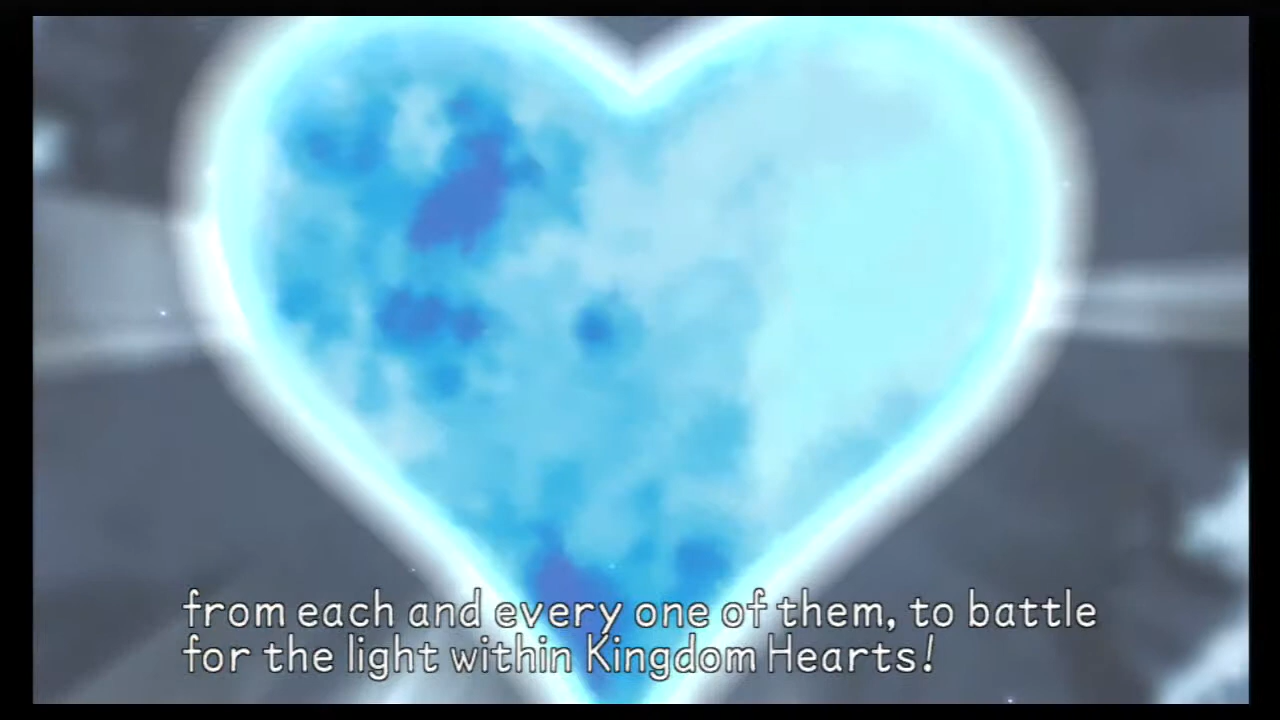 from each and every one of them, to battle
for the light within Kingdom Hearts!